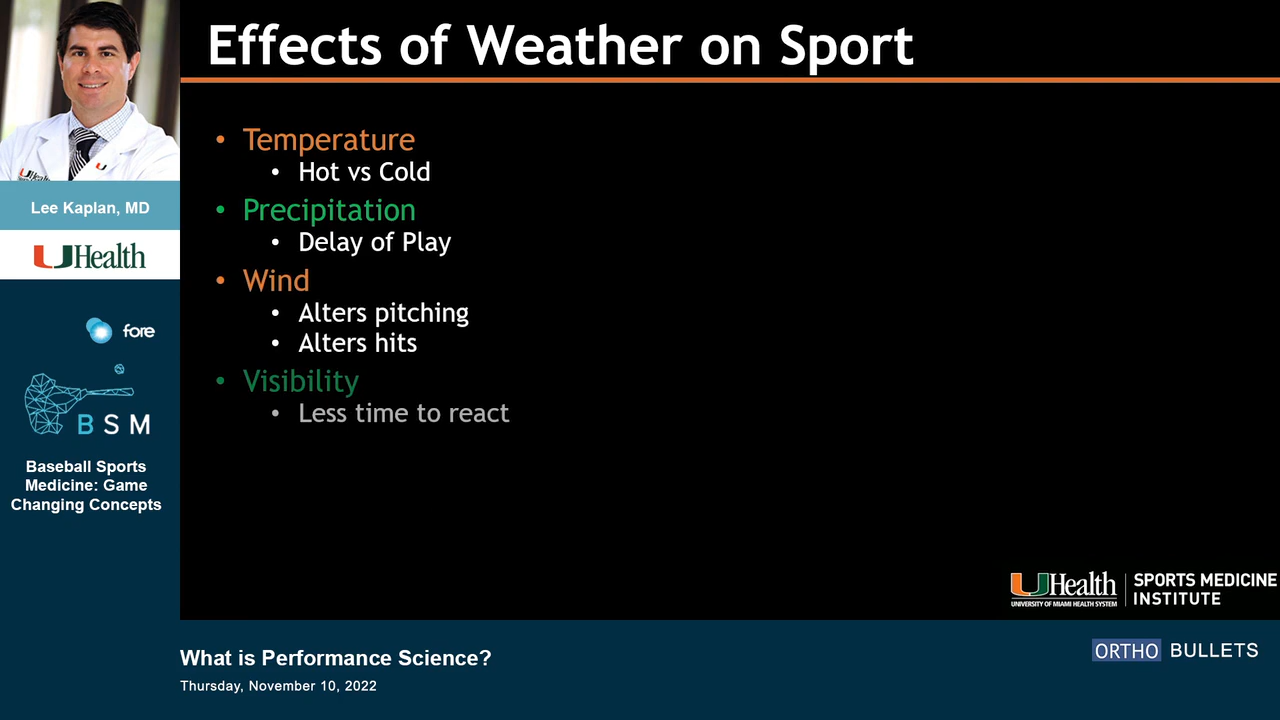 Effects of Weather on Sport
• Temperature
• Hot vs Cold
• Precipitation
• Delay of Play
• Wind
• Alters pitching
• Alters hits
• Visibility
• Less time to react
Lee Kaplan, MD
UHealth
fore
BSM
Baseball Sports
Medicine: Game
Changing Concepts
UHealth
UNIVERSITY OF MIAMI HEALTH SYSTEM
SPORTS MEDICINE
INSTITUTE
What is Performance Science?
Thursday, November 10, 2022
ORTHO BULLETS